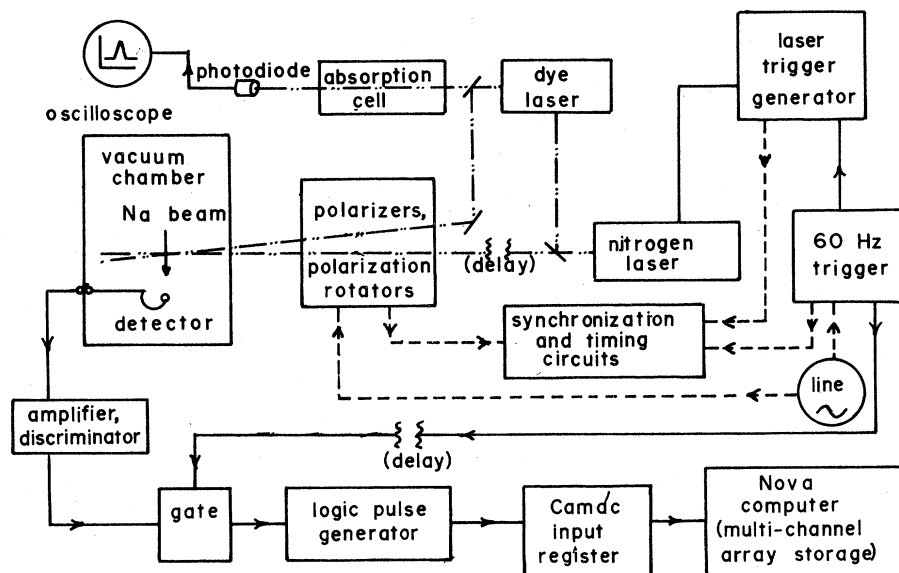 oscilloscope
photodiode
absorption
cell
dye
laser
laser
trigger
generator
vacuum
chamber
Na beam
detector
polarizers,
polarization
rotators
(delay)
nitrogen
laser
60 Hz
trigger
synchronization
and timing
circuits
line
amplifier,
discriminator
(delay)
gate
logic pulse
generator
Camac
input
register
Nova
computer
(multi-channel
array storage)